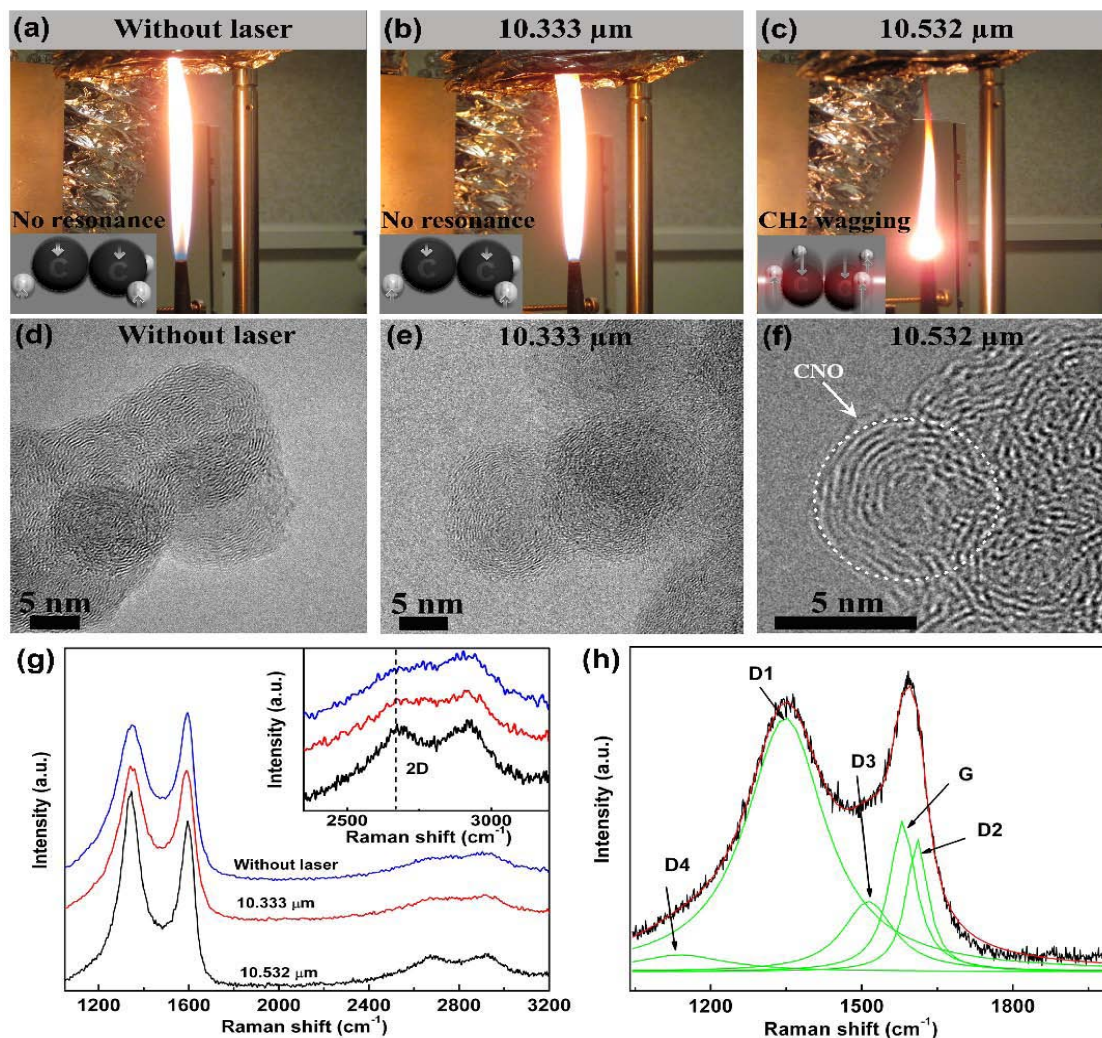 (a) Without laser
(b) 10.333 µm
(c) 10.532 µm
No resonance
C C
No resonance
C C
CH₂ wagging
C C
(d) Without laser
5 nm
(e) 10.333 µm
5 nm
(f) 10.532 µm
CNO
5 nm
(g)
Intensity (a.u.)
Without laser
10.333 µm
10.532 µm
1200 1600 2000 2400 2800 3200
Raman shift (cm⁻¹)
Intensity (a.u.)
2D
2500 3000
Raman shift (cm⁻¹)
(h)
Intensity (a.u.)
D1
D3
G
D2
D4
1200 1500 1800
Raman shift (cm⁻¹)